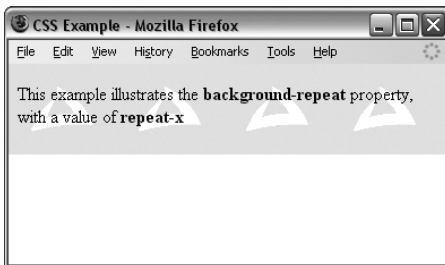 CSS Example - Mozilla Firefox
File Edit View History Bookmarks Tools Help
This example illustrates the background-repeat property,
with a value of repeat-x